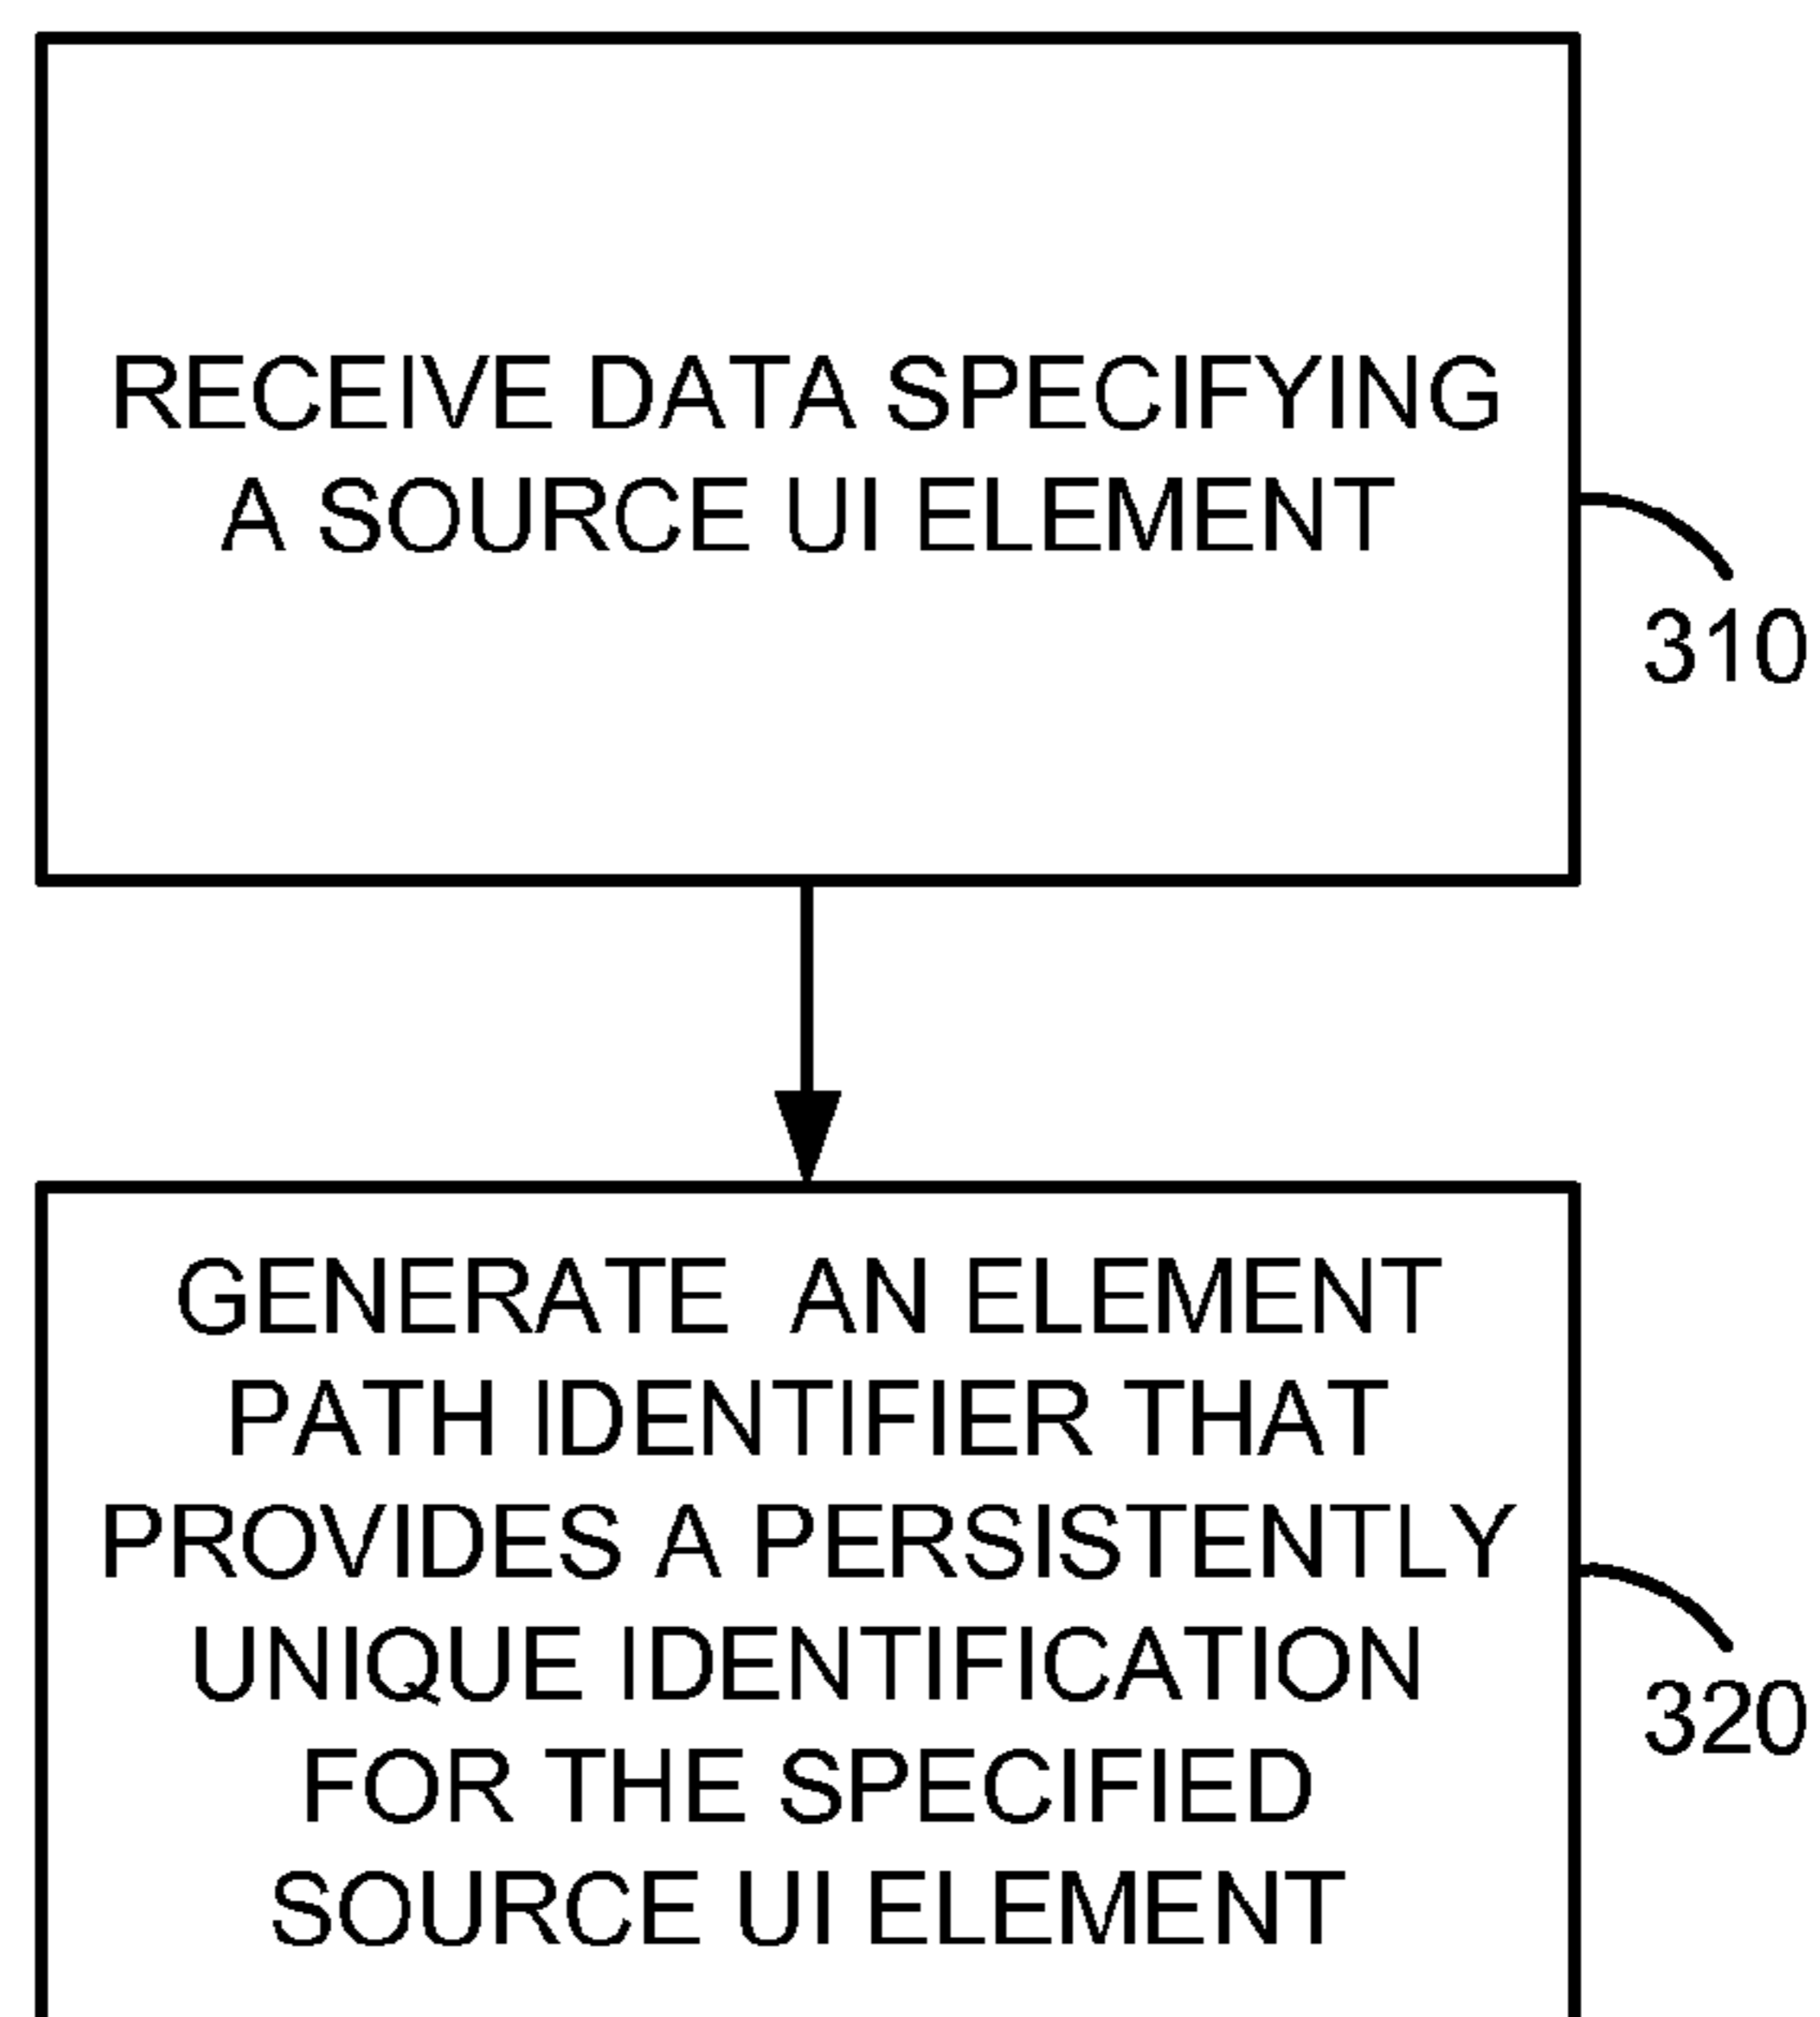 RECEIVE DATA SPECIFYING
A SOURCE UI ELEMENT
310
GENERATE AN ELEMENT
PATH IDENTIFIER THAT
PROVIDES A PERSISTENTLY
UNIQUE IDENTIFICATION
FOR THE SPECIFIED
SOURCE UI ELEMENT
320